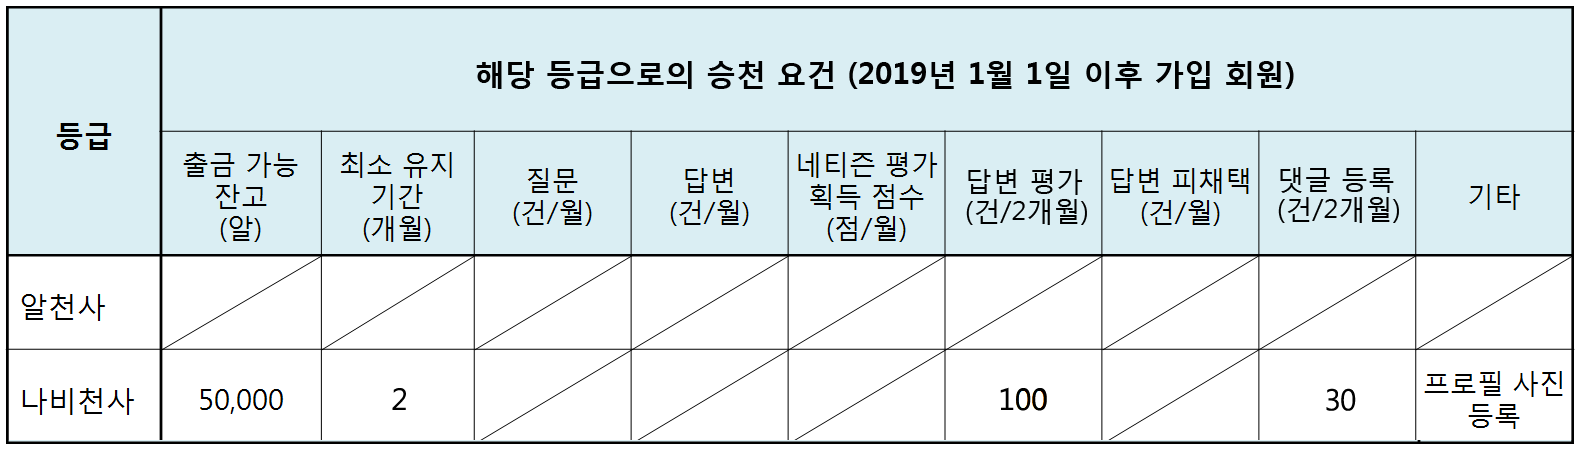 등급
해당 등급으로의 승천 요건 (2019년 1월 1일 이후 가입 회원)
출금 가능
잔고
(알)
최소 유지
기간
(개월)
질문
(건/월)
답변
(건/월)
네티즌 평가
획득 점수
(점/월)
답변 평가
(건/2개월)
답변 피채택
(건/월)
댓글 등록
(건/2개월)
기타
알천사
나비천사
50,000
2
100
30
프로필 사진
등록